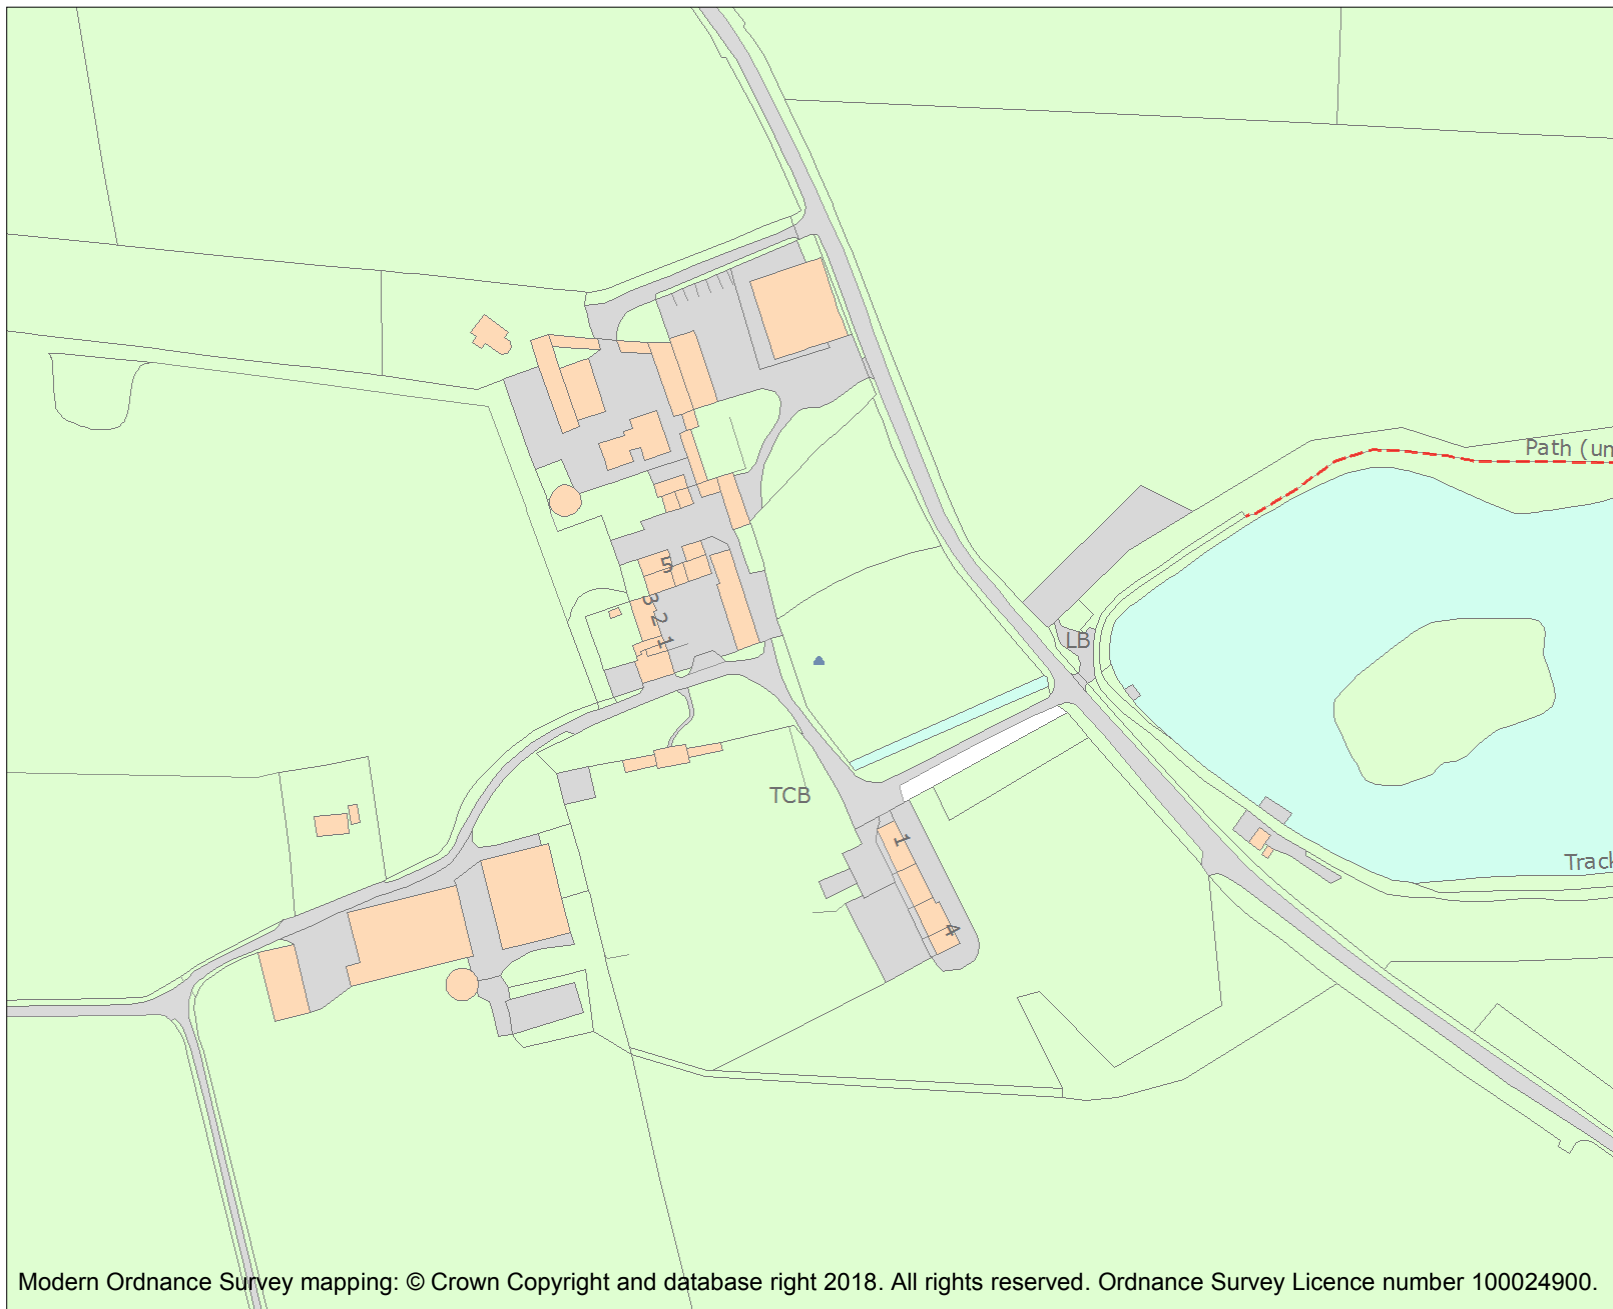 Path (un
5
3
2
1
LB
TCB
1
Track
4
Modern Ordnance Survey mapping: © Crown Copyright and database right 2018. All rights reserved. Ordnance Survey Licence number 100024900.